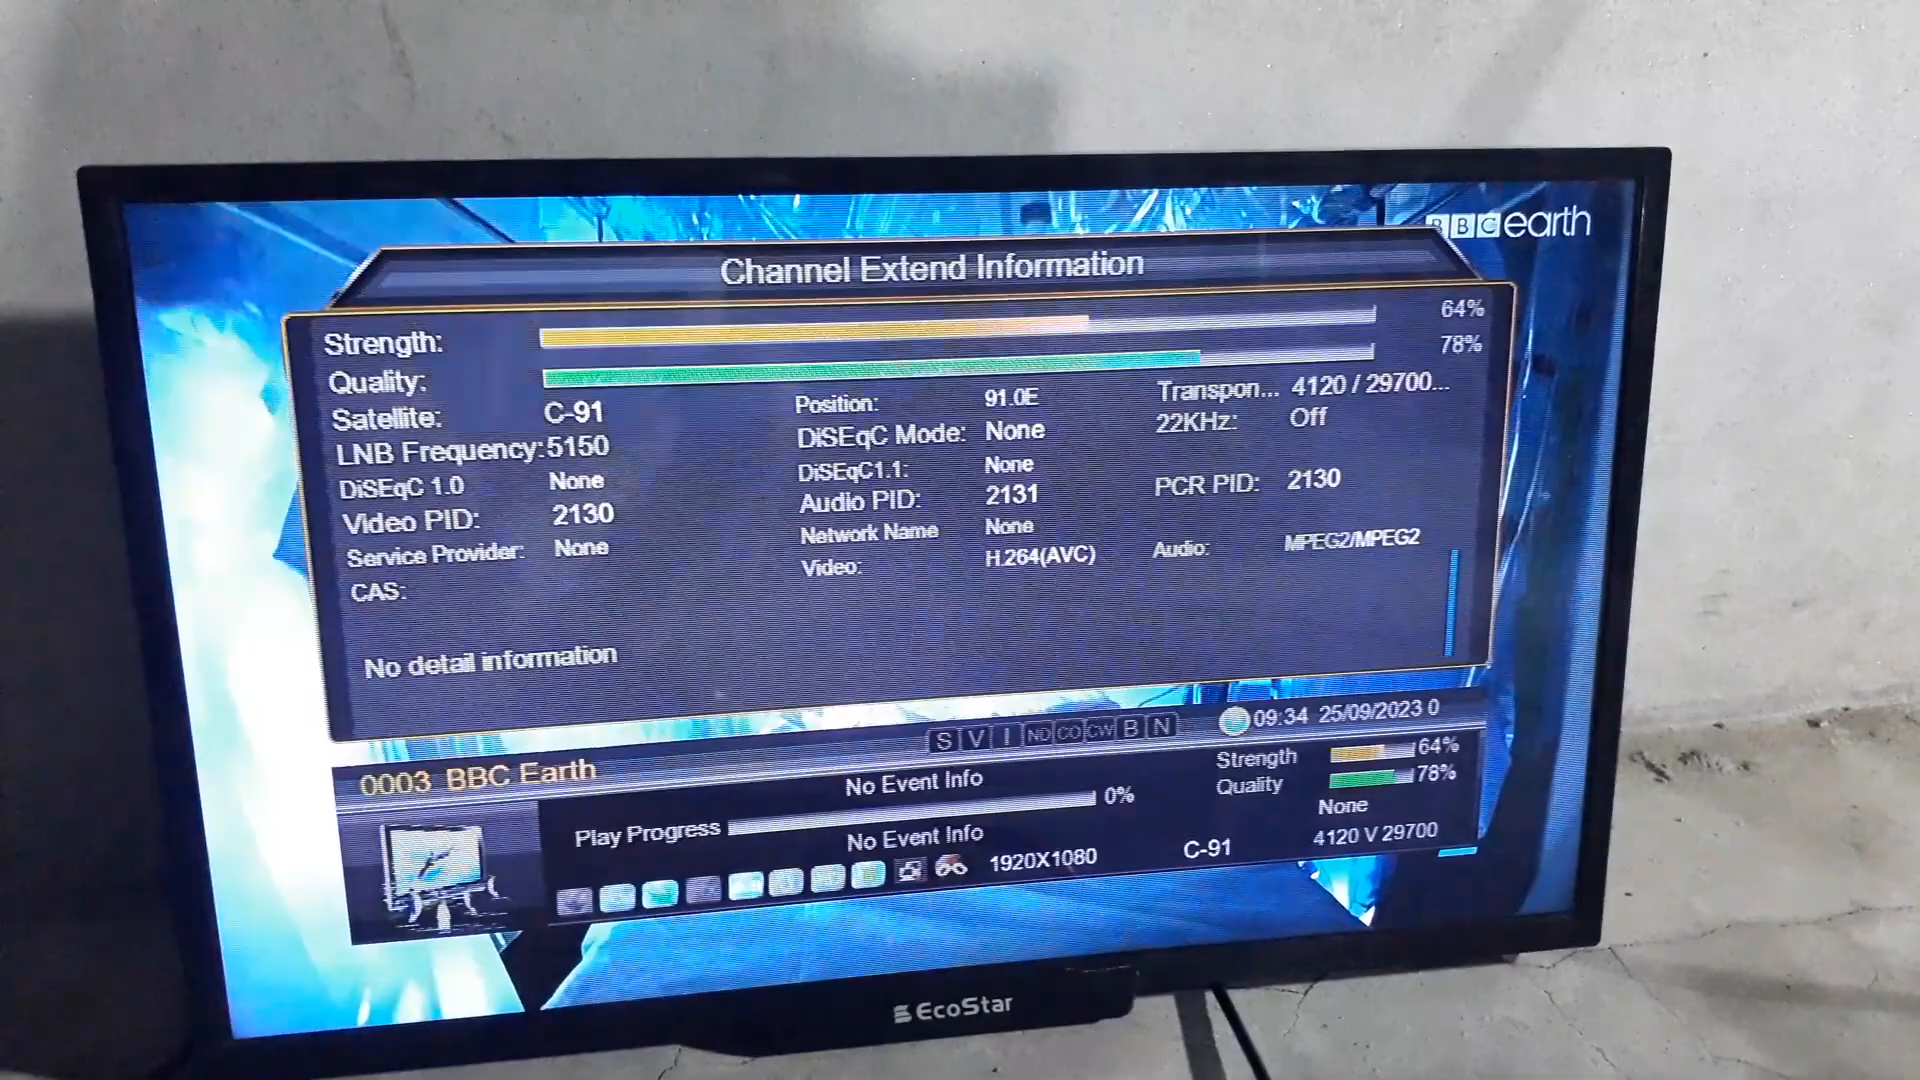 BBC earth
Channel Extend Information
Strength: 64%
Quality: 78%
Satellite: C-91 Position: 91.0E Transpon... 4120 / 29700...
LNB Frequency: 5150 DiSEqC Mode: None 22KHz: Off
DiSEqC 1.0 None DiSEqC1.1: None
Video PID: 2130 Audio PID: 2131 PCR PID: 2130
Service Provider: None Network Name None
CAS: Video: H.264(AVC) Audio: MPEG2/MPEG2
No detail information
S V I ND CO CW B N 09:34 25/09/2023 0
0003 BBC Earth No Event Info Strength 64%
Play Progress 0% Quality 78%
No Event Info None
1920X1080 C-91 4120 V 29700
EcoStar